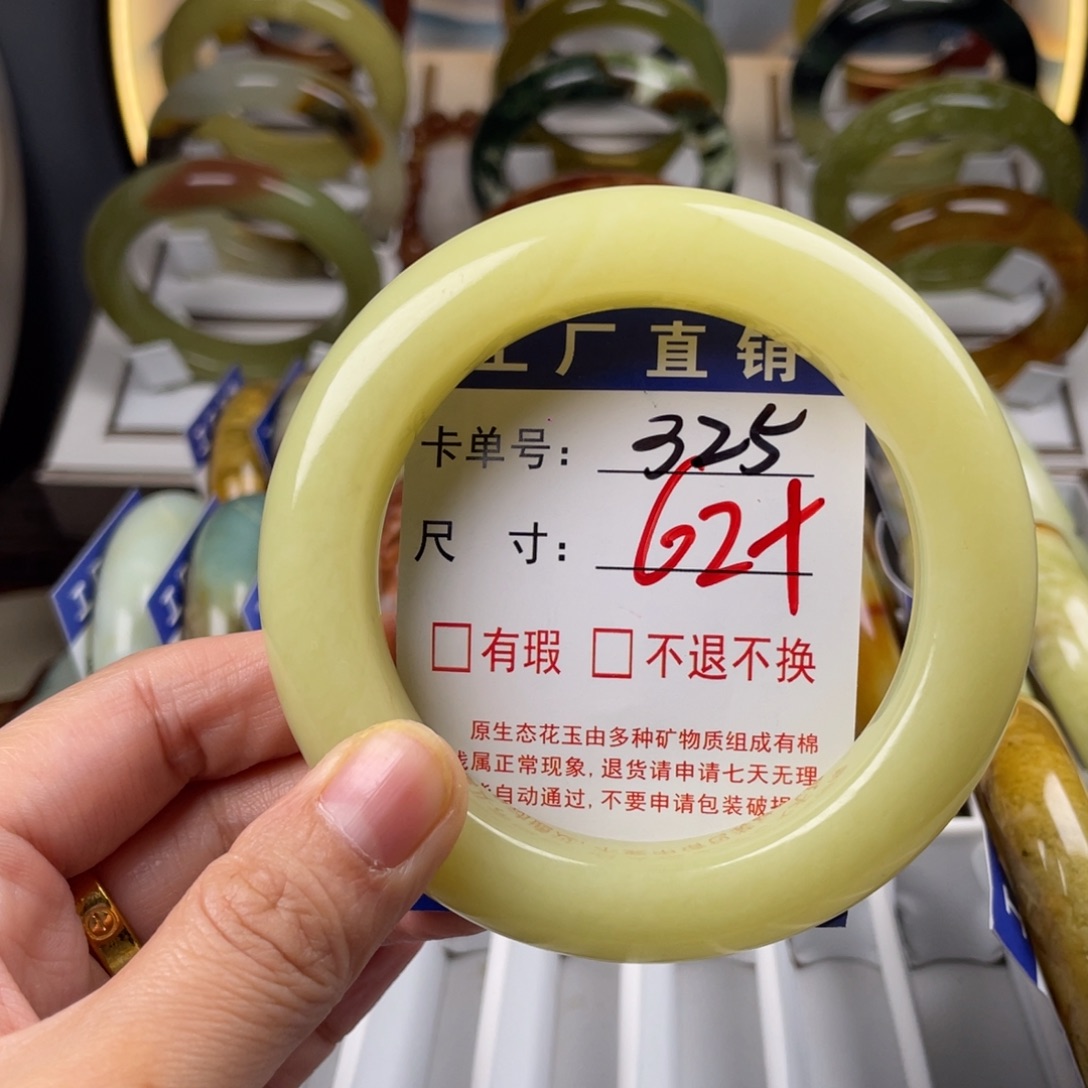 工厂直销
卡单号: 325
尺 寸: 62+
有瑕 不退不换
原生态花玉由多种矿物质组成有棉
线属正常现象,退货请申请七天无理
自动通过,不要申请包装破损